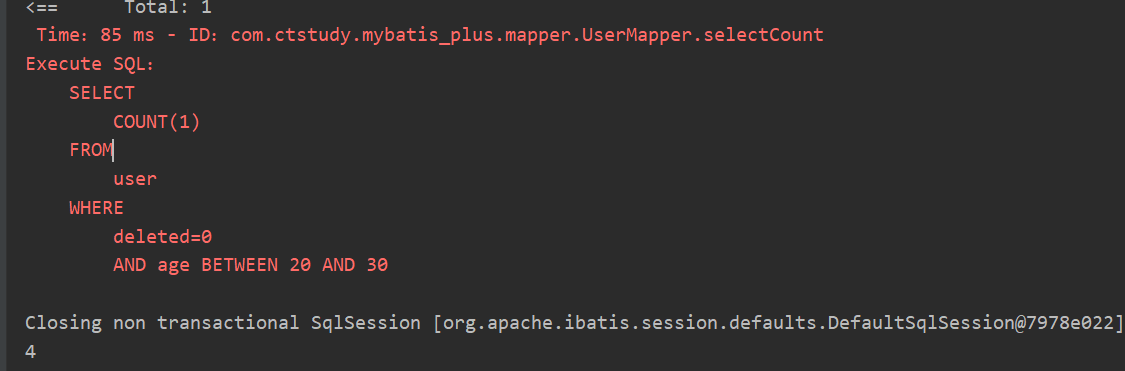 <==      Total: 1
 Time：85 ms - ID：com.ctstudy.mybatis_plus.mapper.UserMapper.selectCount
Execute SQL：
    SELECT
        COUNT(1)
    FROM
        user
    WHERE
        deleted=0
        AND age BETWEEN 20 AND 30
Closing non transactional SqlSession [org.apache.ibatis.session.defaults.DefaultSqlSession@7978e022]
4